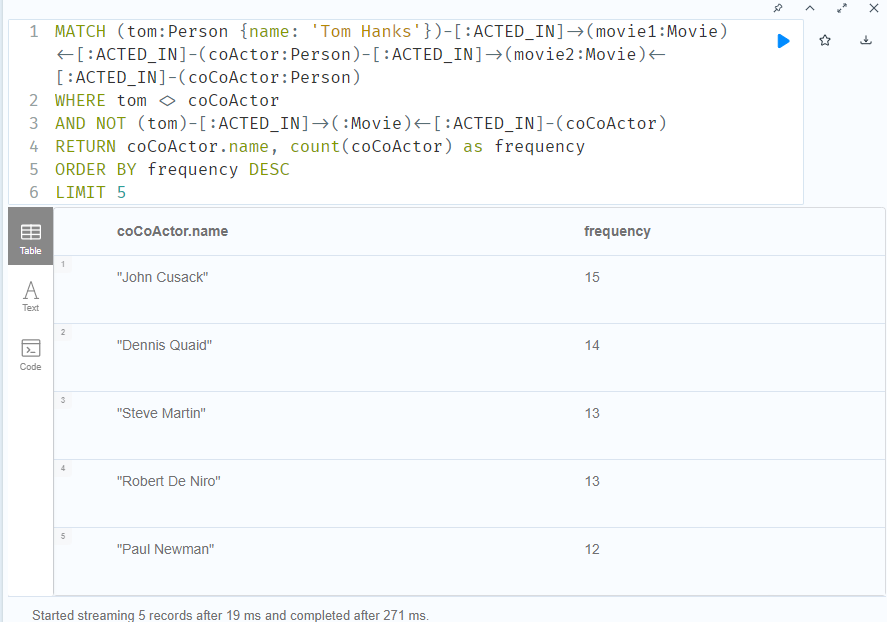 1 MATCH (tom:Person {name: 'Tom Hanks'})-[:ACTED_IN]->(movie1:Movie)
<-[:ACTED_IN]-(coActor:Person)-[:ACTED_IN]->(movie2:Movie)<-
[:ACTED_IN]-(coCoActor:Person)
2 WHERE tom <> coCoActor
3 AND NOT (tom)-[:ACTED_IN]->(:Movie)<-[:ACTED_IN]-(coCoActor)
4 RETURN coCoActor.name, count(coCoActor) as frequency
5 ORDER BY frequency DESC
6 LIMIT 5
Table
Text
Code
coCoActor.name frequency
1 "John Cusack" 15
2 "Dennis Quaid" 14
3 "Steve Martin" 13
4 "Robert De Niro" 13
5 "Paul Newman" 12
Started streaming 5 records after 19 ms and completed after 271 ms.